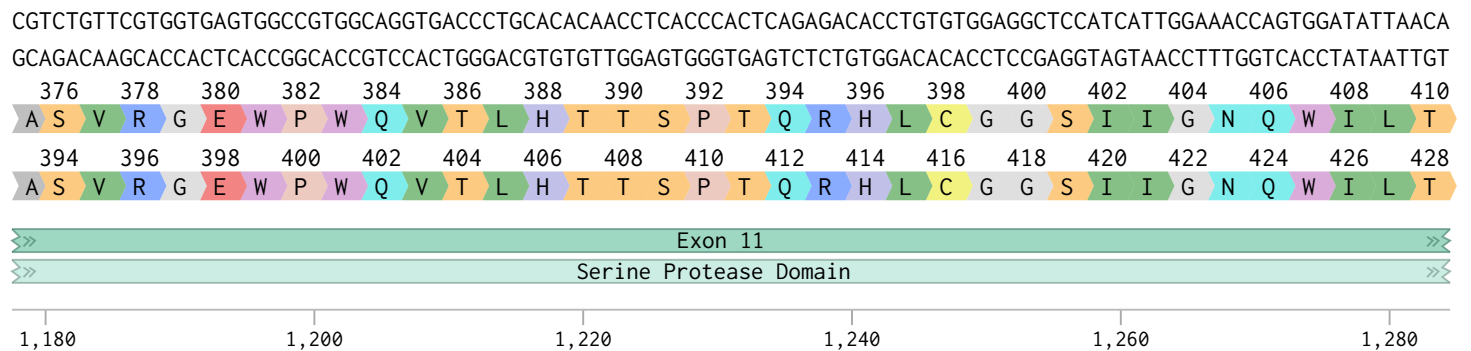 CGTCTGTTCGTGGTGAGTGGCCGTGGCAGGTGACCCTGCACACAACCTCACCCACTCAGAGACACCTGTGTGGAGGCTCCATCATTGGAAACCAGTGGATATTAACA
GCAGACAAGCACCACTCACCGGCACCGTCCACTGGGACGTGTGTTGGAGTGGGTGAGTCTCTGTGGACACACCTCCGAGGTAGTAACCTTTGGTCACCTATAATTGT
376 378 380 382 384 386 388 390 392 394 396 398 400 402 404 406 408 410
A S V R G E W P W Q V T L H T T S P T Q R H L C G G S I I G N Q W I L T
394 396 398 400 402 404 406 408 410 412 414 416 418 420 422 424 426 428
A S V R G E W P W Q V T L H T T S P T Q R H L C G G S I I G N Q W I L T
Exon 11
Serine Protease Domain
1,180 1,200 1,220 1,240 1,260 1,280